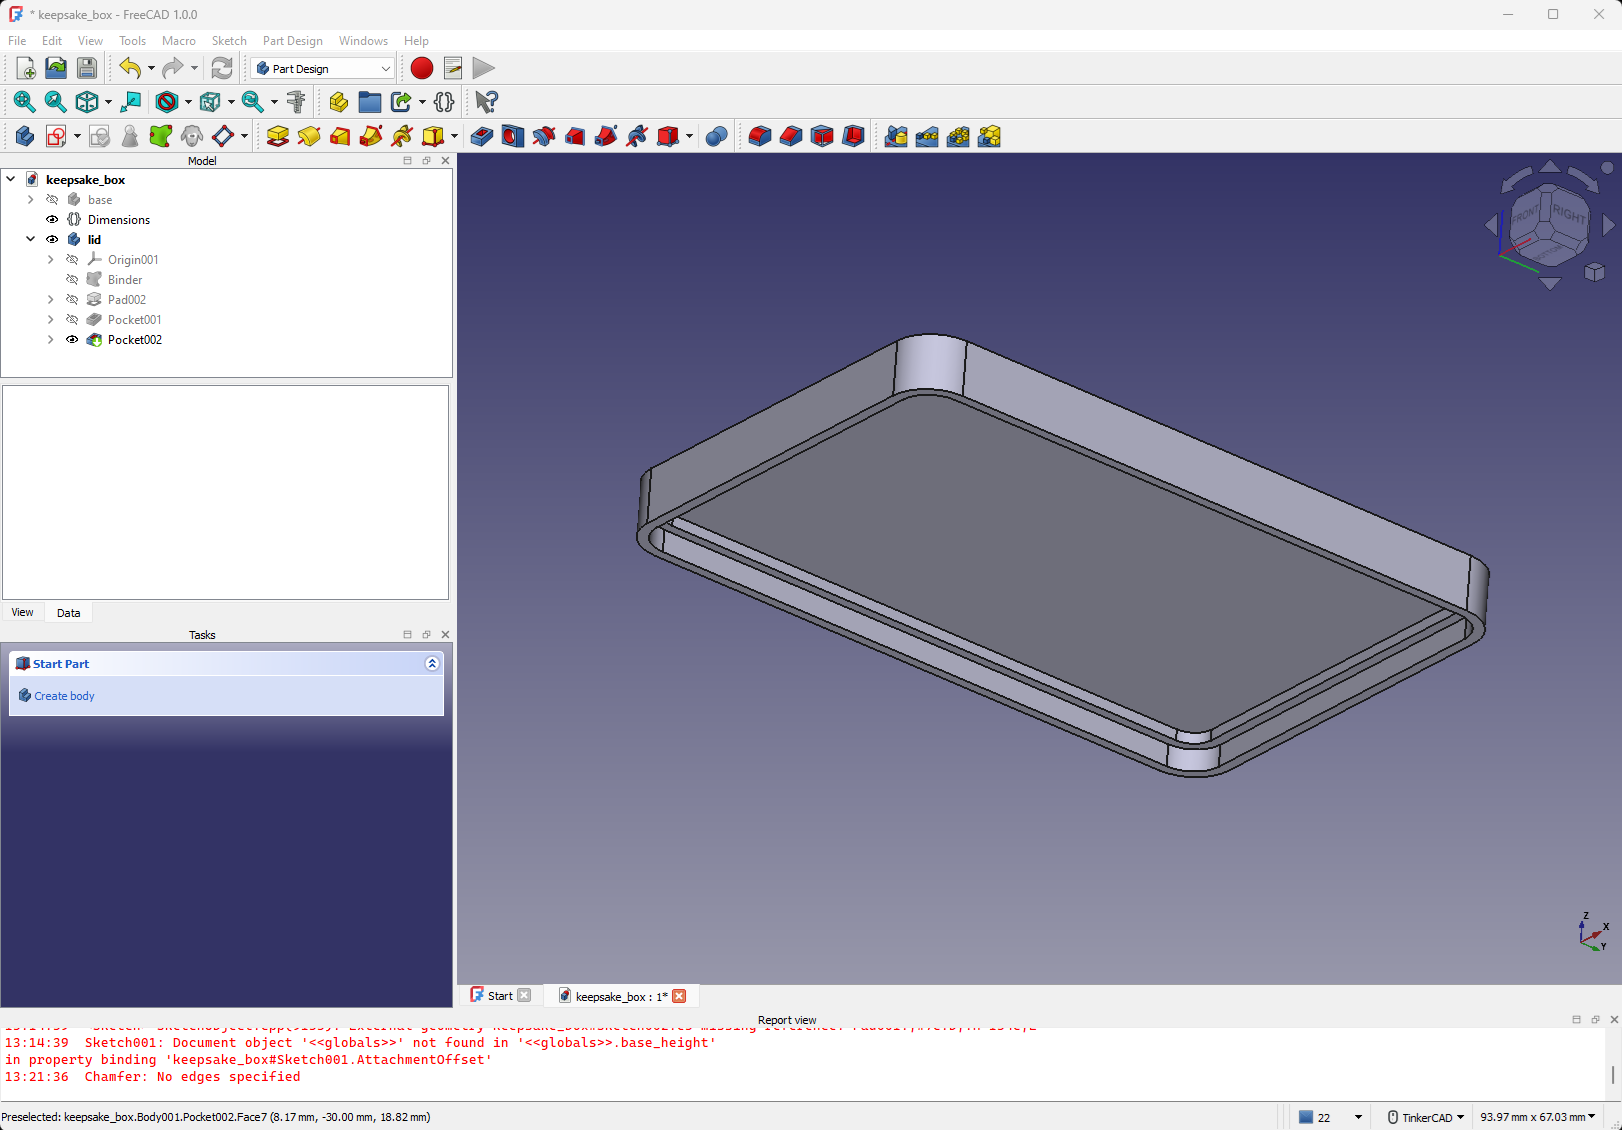 * keepsake_box - FreeCAD 1.0.0
File Edit View Tools Macro Sketch Part Design Windows Help
Part Design
Model
keepsake_box
base
Dimensions
lid
Origin001
Binder
Pad002
Pocket001
Pocket002
View Data
Tasks
Start Part
Create body
FRONT RIGHT
Z
X
Y
Start keepsake_box : 1*
Report view
13:14:39 Sketch001: Document object '<<globals>>' not found in '<<globals>>.base_height'
in property binding 'keepsake_box#Sketch001.AttachmentOffset'
13:21:36 Chamfer: No edges specified
Preselected: keepsake_box.Body001.Pocket002.Face7 (8.17 mm, -30.00 mm, 18.82 mm)
22 TinkerCAD 93.97 mm x 67.03 mm